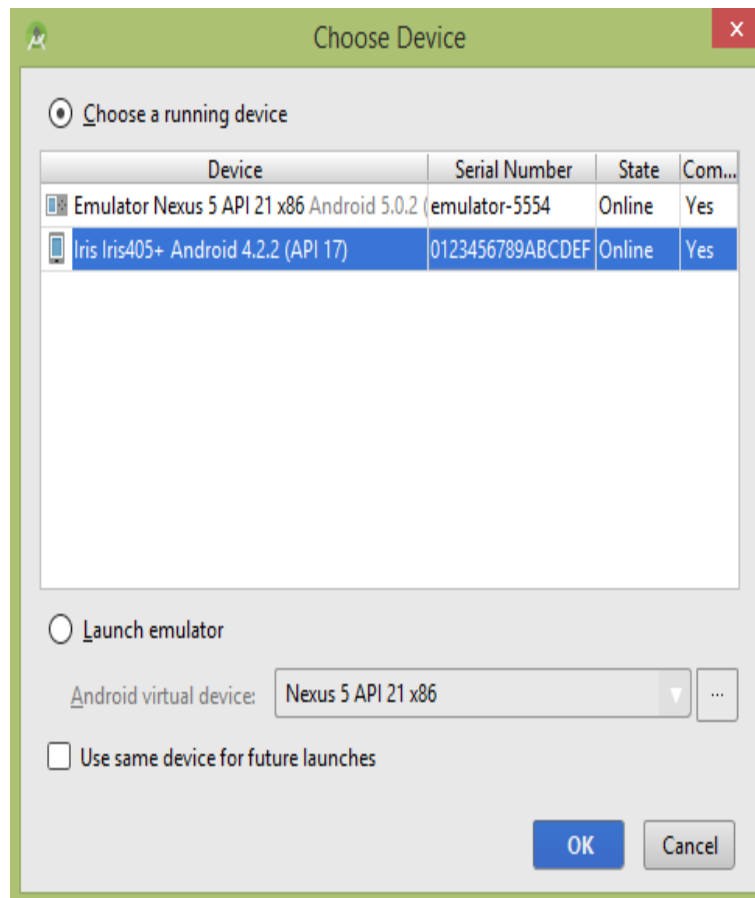 Choose Device
x
Choose a running device
Device Serial Number State Com...
Emulator Nexus 5 API 21 x86 Android 5.0.2 ( emulator-5554 Online Yes
Iris Iris405+ Android 4.2.2 (API 17) 0123456789ABCDEF Online Yes
Launch emulator
Android virtual device: Nexus 5 API 21 x86 ...
Use same device for future launches
OK Cancel